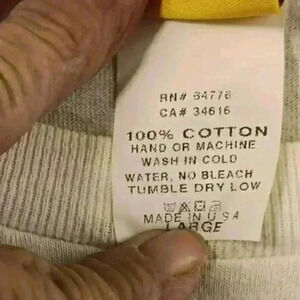 RN# 64776
CA# 34616
100% COTTON
HAND OR MACHINE
WASH IN COLD
WATER, NO BLEACH
TUMBLE DRY LOW
MADE IN U.S.A
LARGE